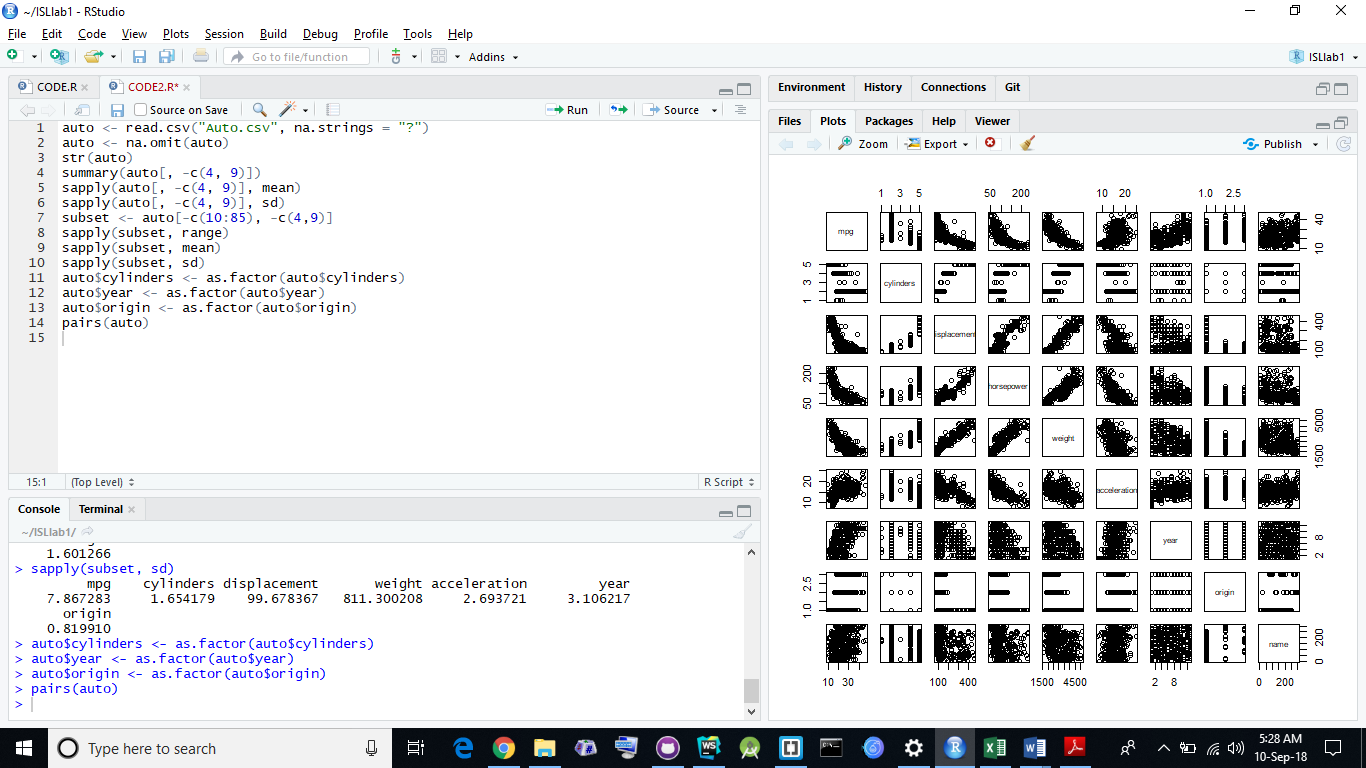 ~/ISLlab1 - RStudio
File Edit Code View Plots Session Build Debug Profile Tools Help
Go to file/function Addins ISLlab1
CODE.R CODE2.R*
Source on Save Run Source
1 auto <- read.csv("Auto.csv", na.strings = "?")
2 auto <- na.omit(auto)
3 str(auto)
4 summary(auto[, -c(4, 9)])
5 sapply(auto[, -c(4, 9)], mean)
6 sapply(auto[, -c(4, 9)], sd)
7 subset <- auto[-c(10:85), -c(4,9)]
8 sapply(subset, range)
9 sapply(subset, mean)
10 sapply(subset, sd)
11 auto$cylinders <- as.factor(auto$cylinders)
12 auto$year <- as.factor(auto$year)
13 auto$origin <- as.factor(auto$origin)
14 pairs(auto)
15
15:1 (Top Level) R Script
Console Terminal
~/ISLlab1/
1.601266
> sapply(subset, sd)
mpg cylinders displacement weight acceleration year
7.867283 1.654179 99.678367 811.300208 2.693721 3.106217
origin
0.819910
> auto$cylinders <- as.factor(auto$cylinders)
> auto$year <- as.factor(auto$year)
> auto$origin <- as.factor(auto$origin)
> pairs(auto)
>
Environment History Connections Git
Files Plots Packages Help Viewer
Zoom Export Publish
1 3 5 50 200 10 20 1.0 2.5
mpg 10 40
1 3 5 cylinders
isplacemen 100 400
50 200 horsepower
weight 1500 5000
10 20 acceleration
year 2 8
1.0 2.5 origin
name 0 200
10 30 100 400 1500 4500 2 8 0 200
Type here to search
5:28 AM
10-Sep-18